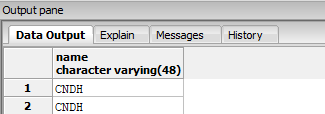 Output pane
Data Output Explain Messages History
name
character varying(48)
1 CNDH
2 CNDH